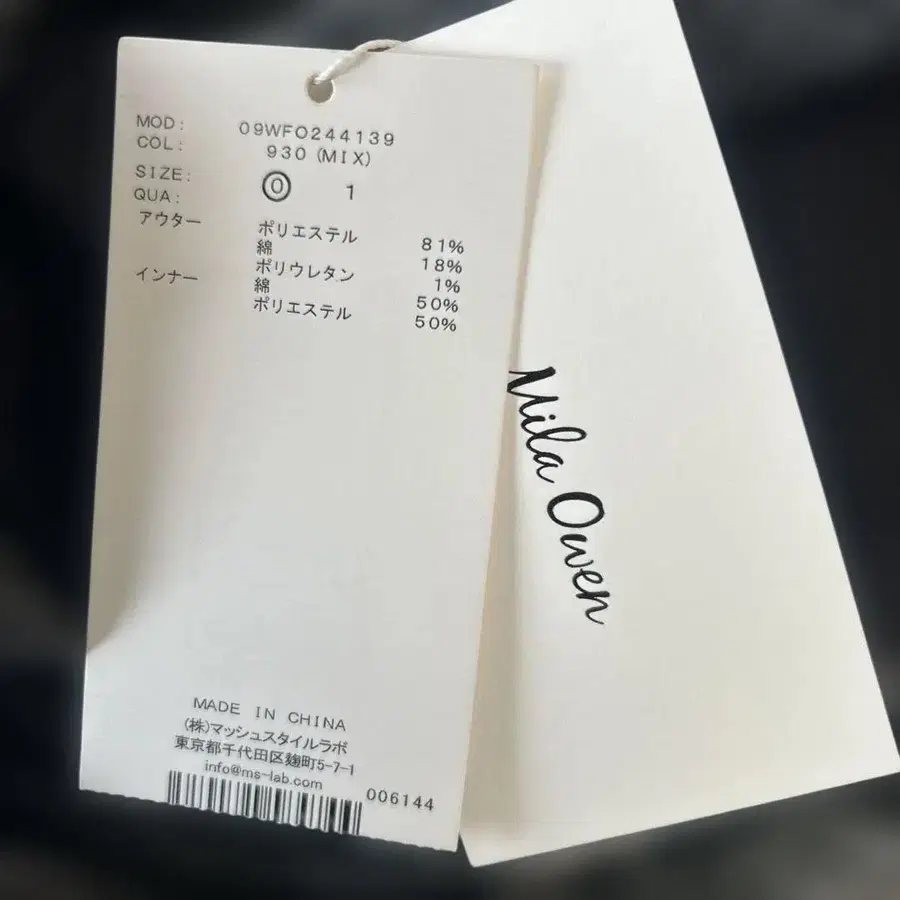 MOD: 09WFO244139
COL: 930 (MIX)
SIZE: ⓪ 1
QUA:
アウター ポリエステル 81%
綿 18%
ポリウレタン 1%
インナー 綿 50%
ポリエステル 50%
MADE IN CHINA
(株)マッシュスタイルラボ
東京都千代田区麹町5-7-1
info@ms-lab.com
006144
Mila Owen